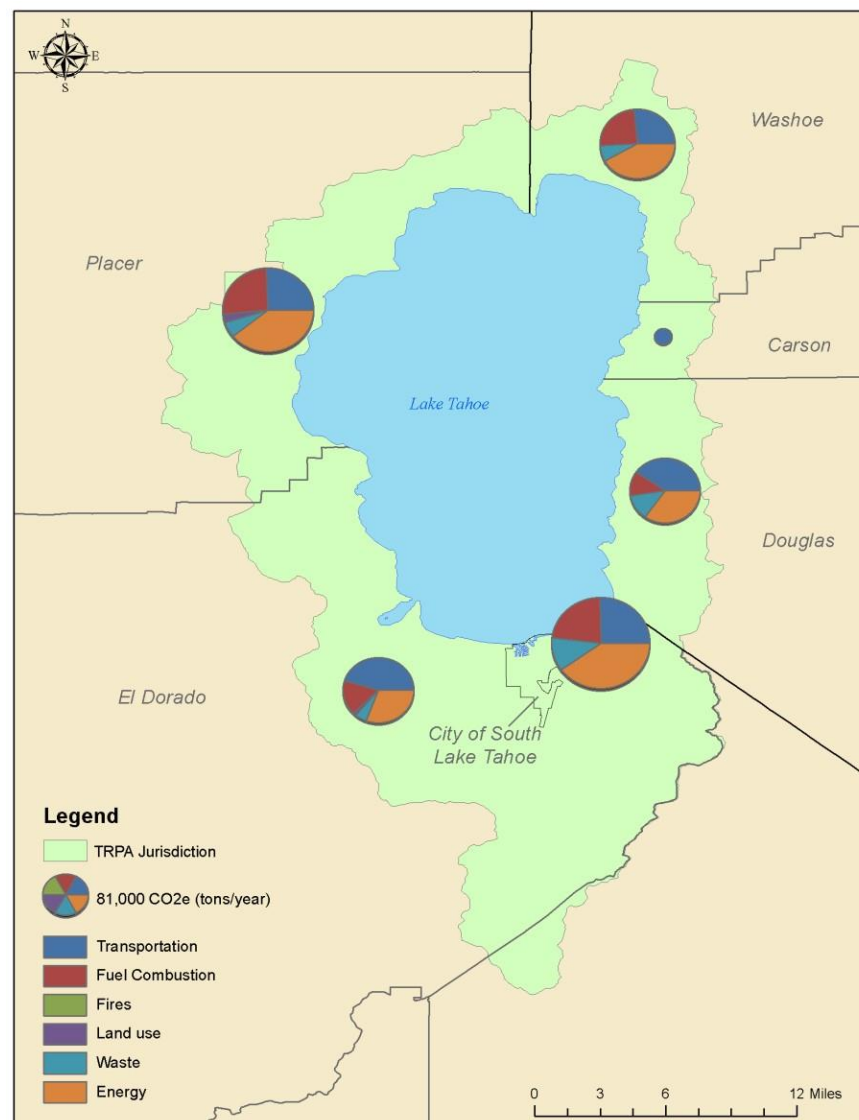 N
W E
S
Washoe
Placer
Carson
Lake Tahoe
Douglas
El Dorado
City of South
Lake Tahoe
Legend
TRPA Jurisdiction
81,000 CO2e (tons/year)
Transportation
Fuel Combustion
Fires
Land use
Waste
Energy
0 3 6 12 Miles